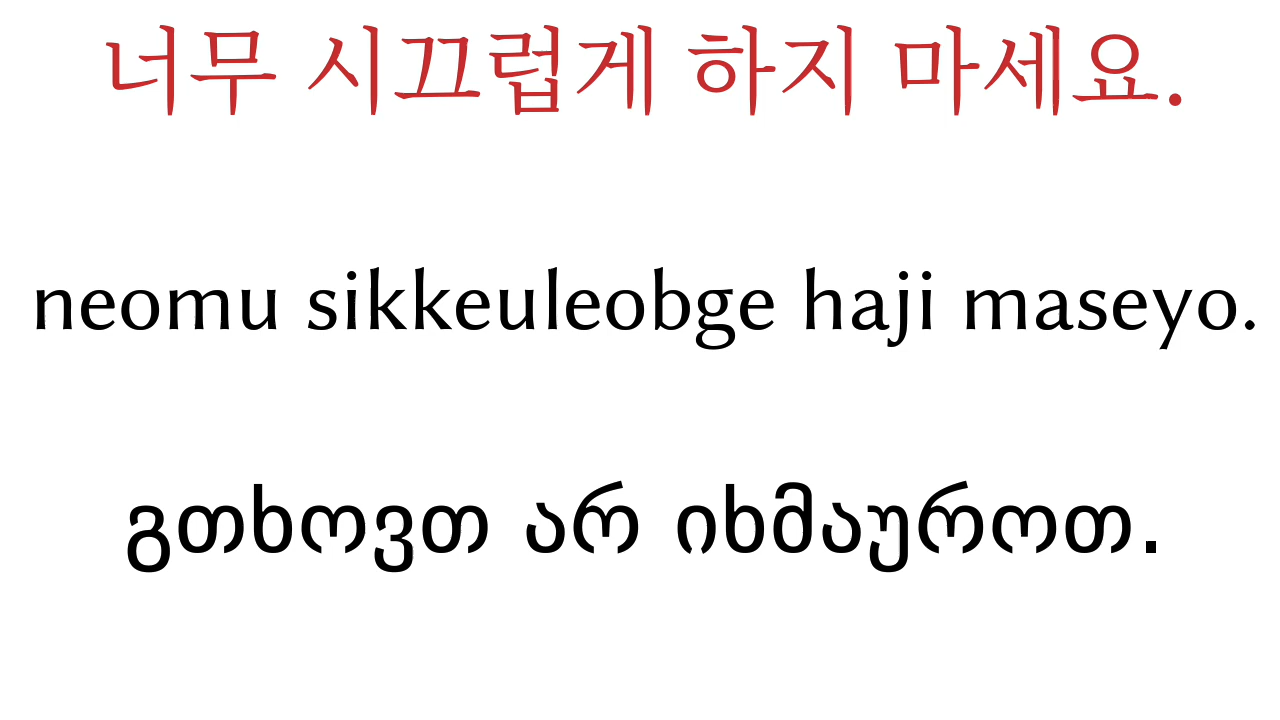 너무 시끄럽게 하지 마세요.
neomu sikkeuleobge haji maseyo.
გთხოვთ არ იხმაუროთ.